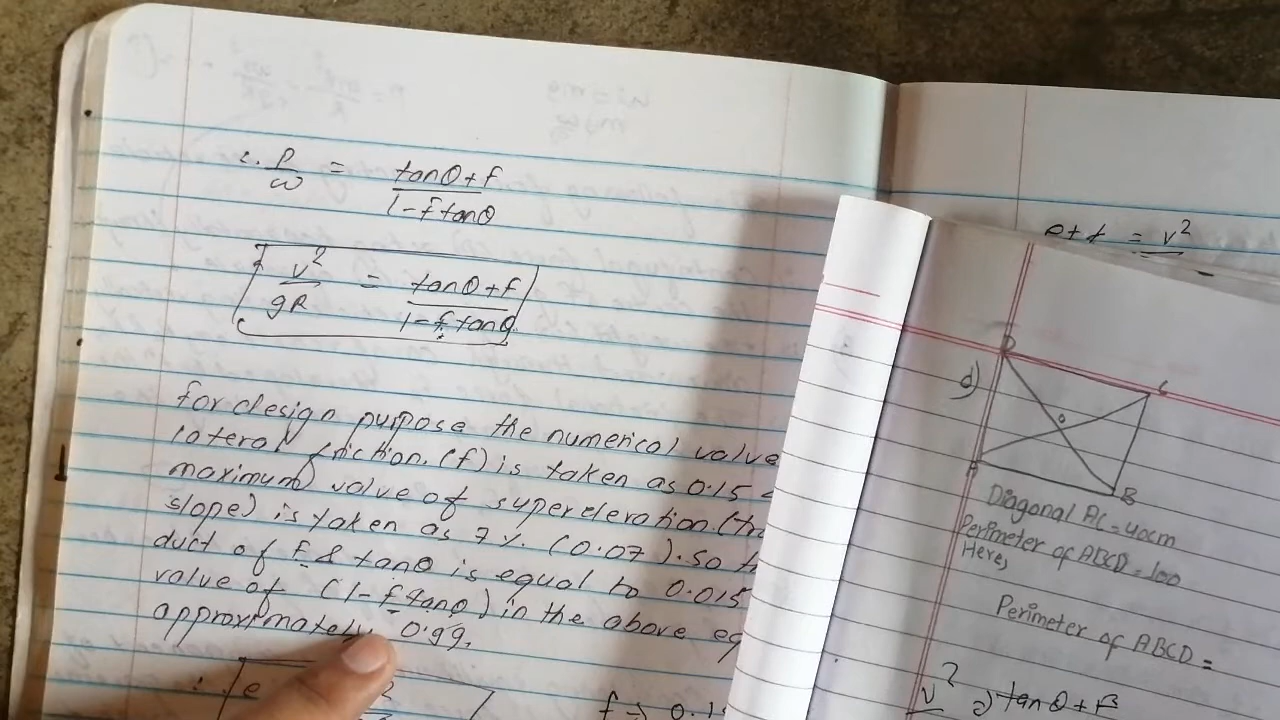 ∴ P/ω = tanθ+f / 1-f tanθ
v²/gR = tanθ+f / 1-f tanθ
for design purpose the numerical value
lateral friction (f) is taken as 0.15
maximum value of superelevation
slope) is taken as 7% (0.07). so
duct of f & tanθ is equal to 0.015
value of (1-f tanθ) in the above
approximately 0.99.
∴ e
f → 0.1
e+f = v²
d)
D
C
O
B
Diagonal AC = 40cm
Perimeter of ABCD = 100
Here,
Perimeter of ABCD =
v² tanθ + f